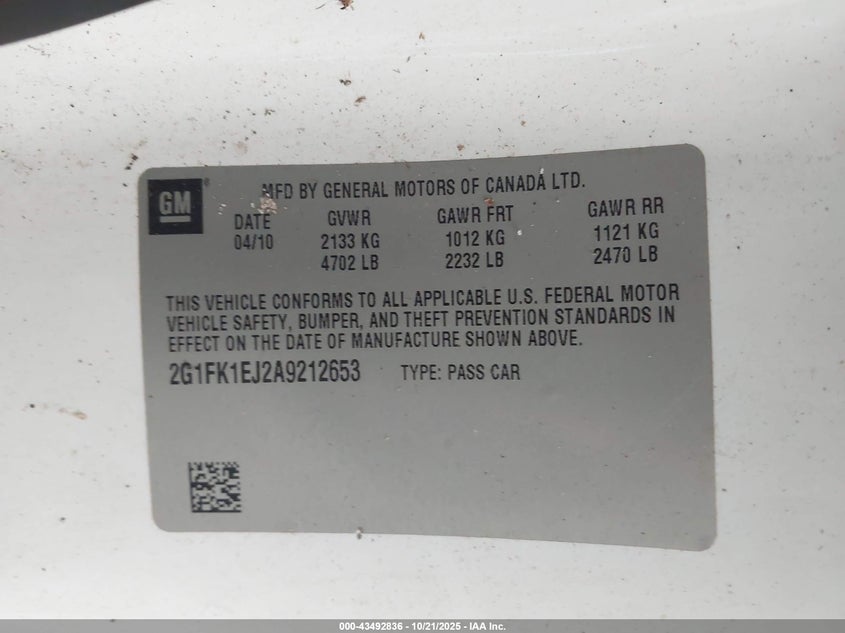 GM®
MFD BY GENERAL MOTORS OF CANADA LTD.
DATE GVWR GAWR FRT GAWR RR
04/10 2133 KG 1012 KG 1121 KG
4702 LB 2232 LB 2470 LB
THIS VEHICLE CONFORMS TO ALL APPLICABLE U.S. FEDERAL MOTOR
VEHICLE SAFETY, BUMPER, AND THEFT PREVENTION STANDARDS IN
EFFECT ON THE DATE OF MANUFACTURE SHOWN ABOVE.
2G1FK1EJ2A9212653 TYPE: PASS CAR
000-43492836 - 10/21/2025 - IAA Inc.